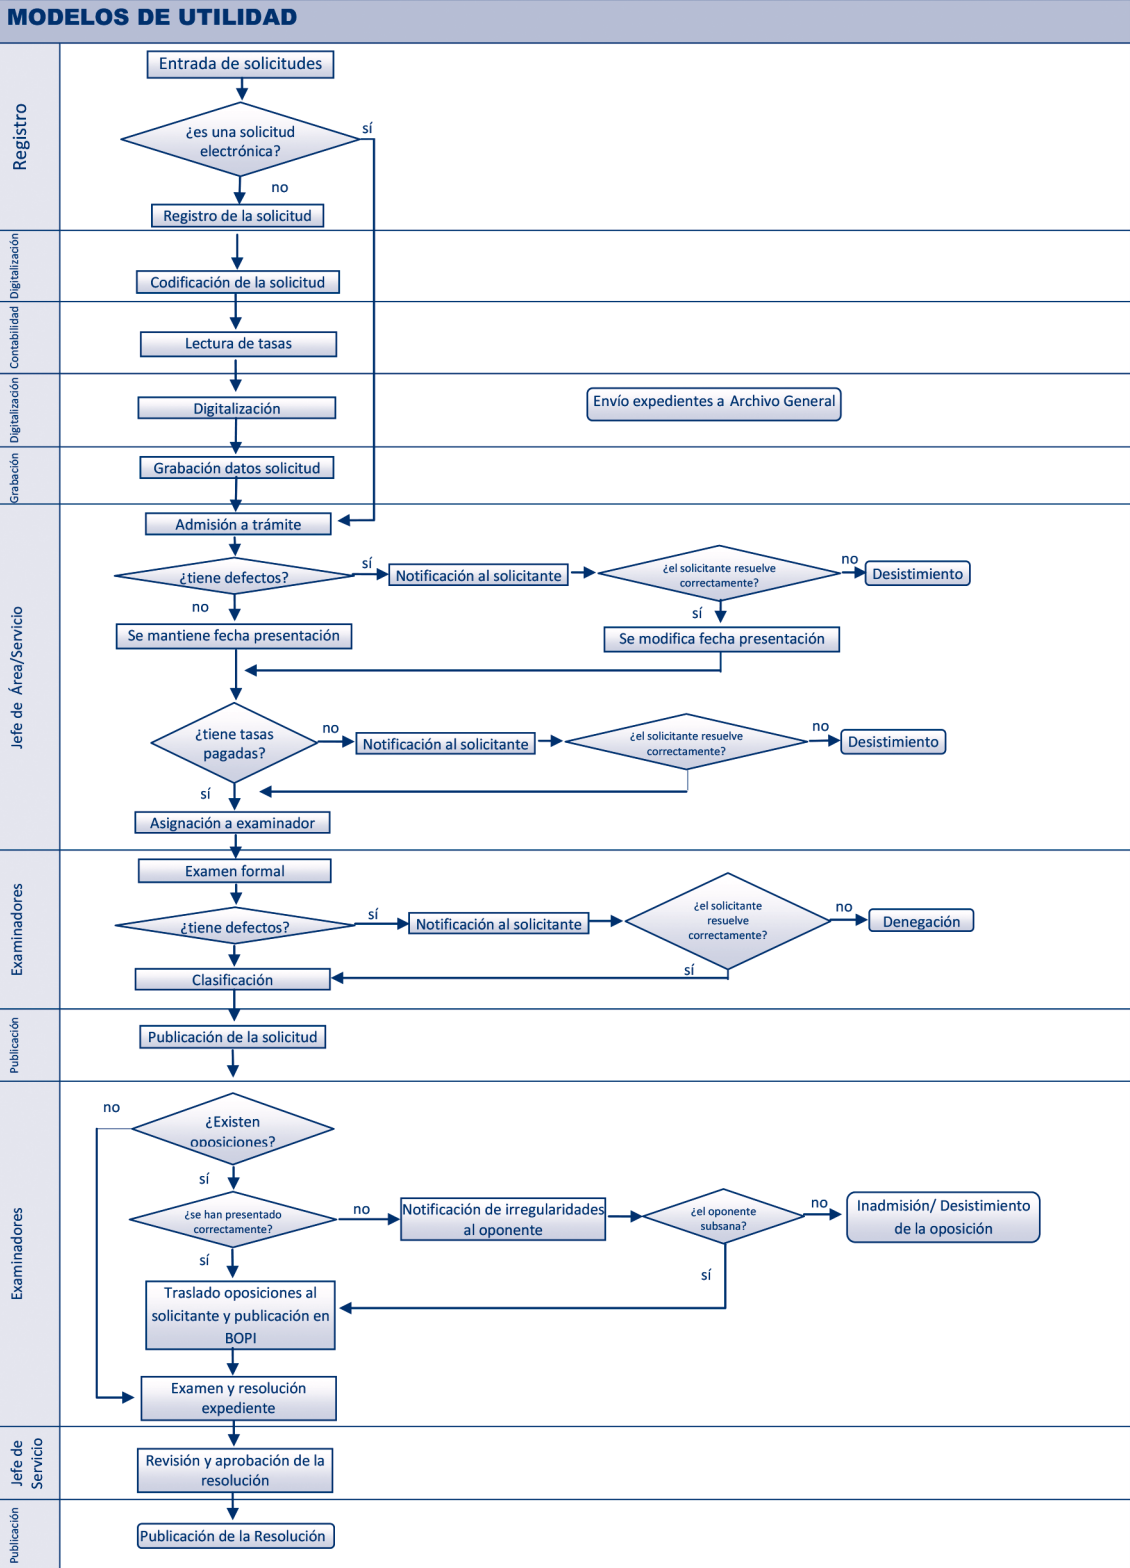 MODELOS DE UTILIDAD
Registro
Entrada de solicitudes
¿es una solicitud
electrónica?
sí
no
Registro de la solicitud
Digitalización
Codificación de la solicitud
Contabilidad
Lectura de tasas
Digitalización
Digitalización
Envío expedientes a Archivo General
Grabación
Grabación datos solicitud
Jefe de Área/Servicio
Admisión a trámite
¿tiene defectos?
sí
Notificación al solicitante
¿el solicitante resuelve
correctamente?
no
Desistimiento
no
sí
Se mantiene fecha presentación
Se modifica fecha presentación
¿tiene tasas
pagadas?
no
Notificación al solicitante
¿el solicitante resuelve
correctamente?
no
Desistimiento
sí
Asignación a examinador
Examinadores
Examen formal
¿tiene defectos?
sí
Notificación al solicitante
¿el solicitante
resuelve
correctamente?
no
Denegación
sí
Clasificación
Publicación
Publicación de la solicitud
Examinadores
no
¿Existen
oposiciones?
sí
¿se han presentado
correctamente?
no
Notificación de irregularidades
al oponente
¿el oponente
subsana?
no
Inadmisión/ Desistimiento
de la oposición
sí
sí
Traslado oposiciones al
solicitante y publicación en
BOPI
Examen y resolución
expediente
Jefe de
Servicio
Revisión y aprobación de la
resolución
Publicación
Publicación de la Resolución